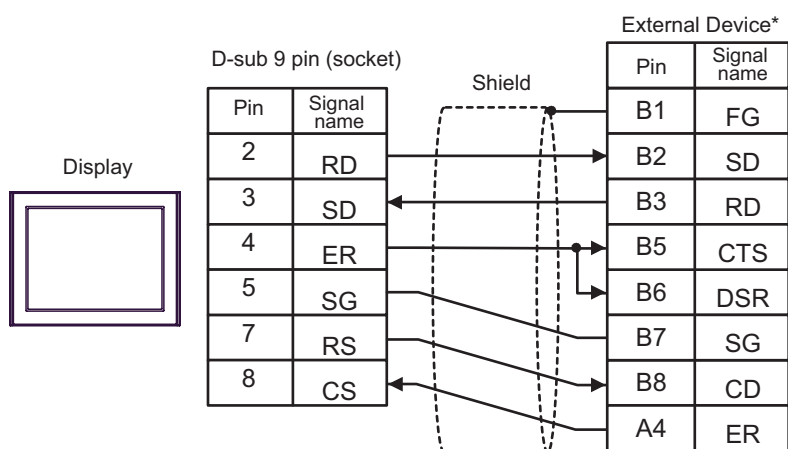 External Device*
D-sub 9 pin (socket)
Shield
Pin Signal name
B1 FG
B2 SD
B3 RD
B5 CTS
B6 DSR
B7 SG
B8 CD
A4 ER
Pin Signal name
2 RD
3 SD
4 ER
5 SG
7 RS
8 CS
Display